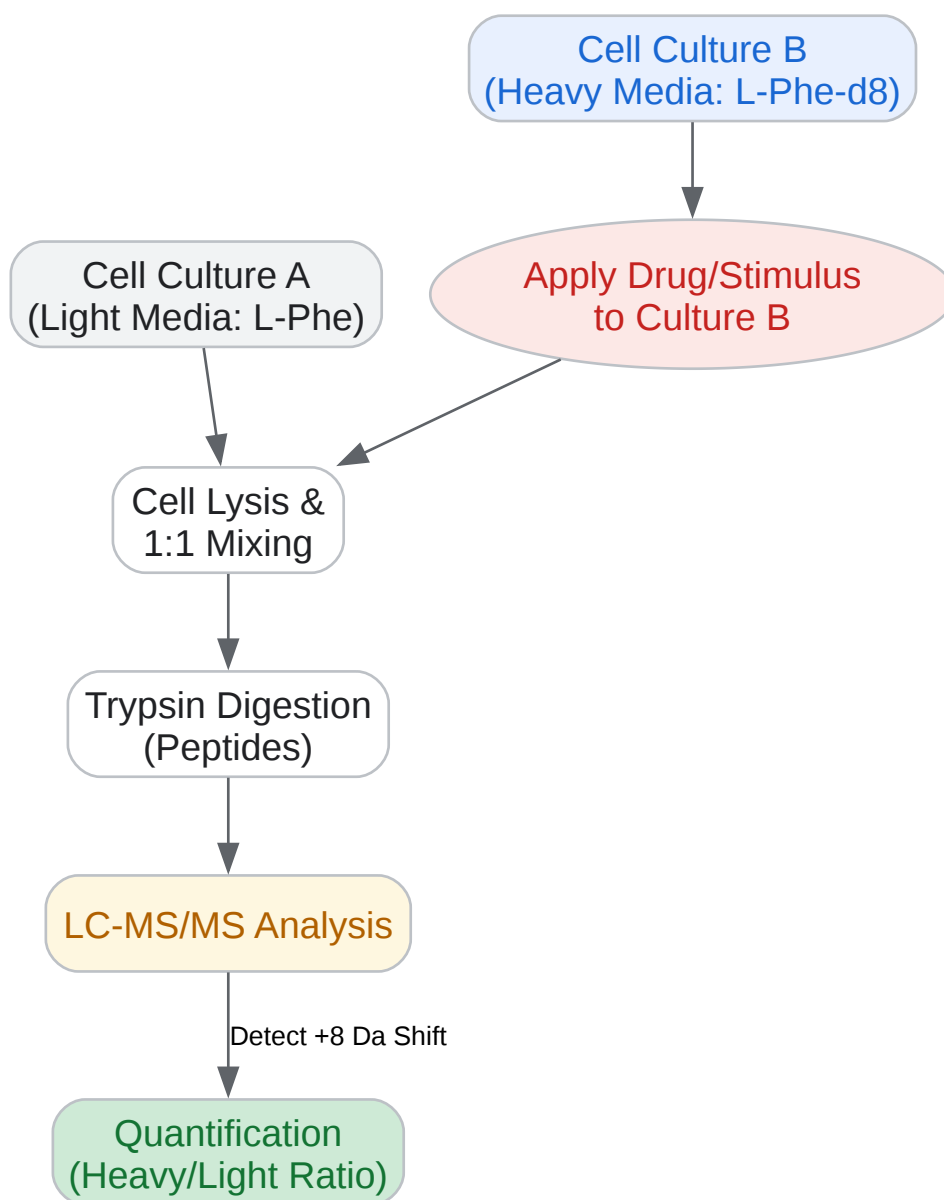 Cell Culture B
(Heavy Media: L-Phe-d8)
Cell Culture A
(Light Media: L-Phe)
Apply Drug/Stimulus
to Culture B
Cell Lysis &
1:1 Mixing
Trypsin Digestion
(Peptides)
LC-MS/MS Analysis
Detect +8 Da Shift
Quantification
(Heavy/Light Ratio)